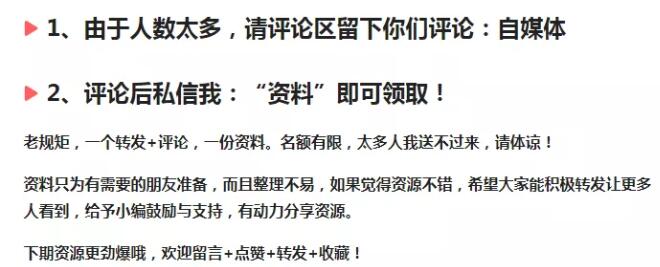 1、由于人数太多，请评论区留下你们评论：自媒体
2、评论后私信我：“资料”即可领取！
老规矩，一个转发+评论，一份资料。名额有限，太多人我送不过来，请体谅！
资料只为有需要的朋友准备，而且整理不易，如果觉得资源不错，希望大家能积极转发让更多
人看到，给予小编鼓励与支持，有动力分享资源。
下期资源更劲爆哦，欢迎留言+点赞+转发+收藏！